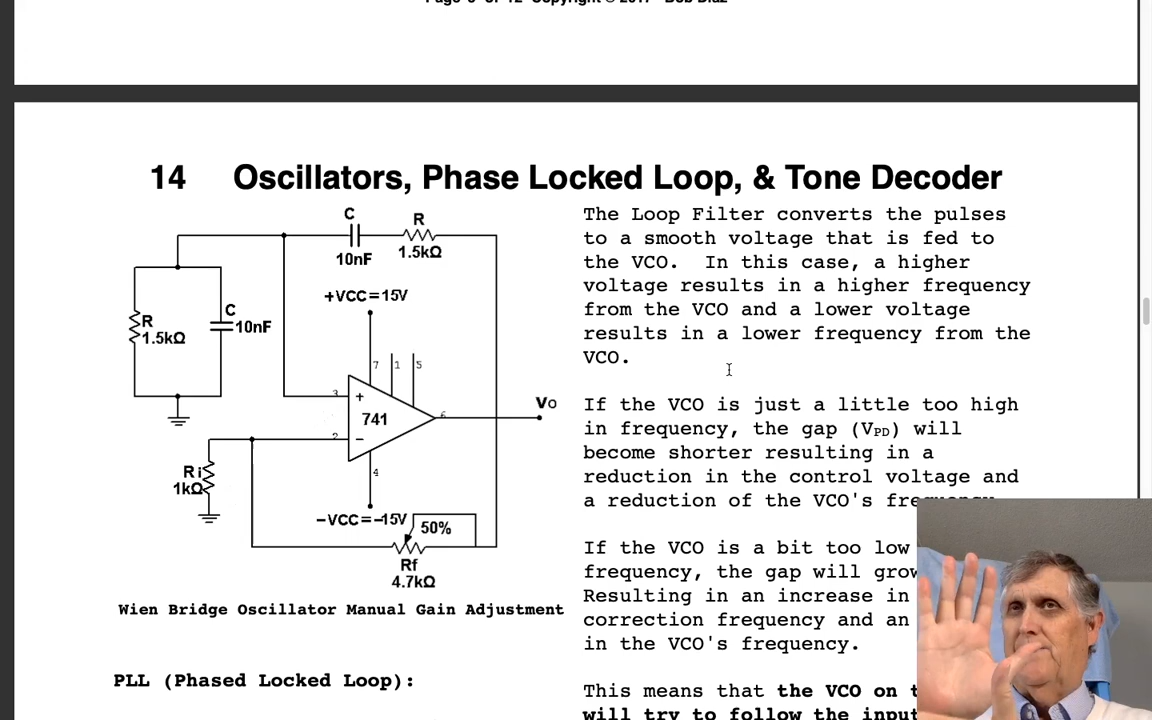 14 Oscillators, Phase Locked Loop, & Tone Decoder
C
R
10nF
1.5kΩ
+VCC=15V
R
1.5kΩ
C
10nF
7
1
5
3
+
741
2
−
6
Vo
4
Ri
1kΩ
−VCC=−15V
50%
Rf
4.7kΩ
Wien Bridge Oscillator Manual Gain Adjustment
PLL (Phased Locked Loop):
The Loop Filter converts the pulses
to a smooth voltage that is fed to
the VCO. In this case, a higher
voltage results in a higher frequency
from the VCO and a lower voltage
results in a lower frequency from the
VCO.
If the VCO is just a little too high
in frequency, the gap (VPD) will
become shorter resulting in a
reduction in the control voltage and
a reduction of the VCO's
If the VCO is a bit too low
frequency, the gap will
Resulting in an increase in
correction frequency and an
in the VCO's frequency.
This means that the VCO on
will try to follow the input